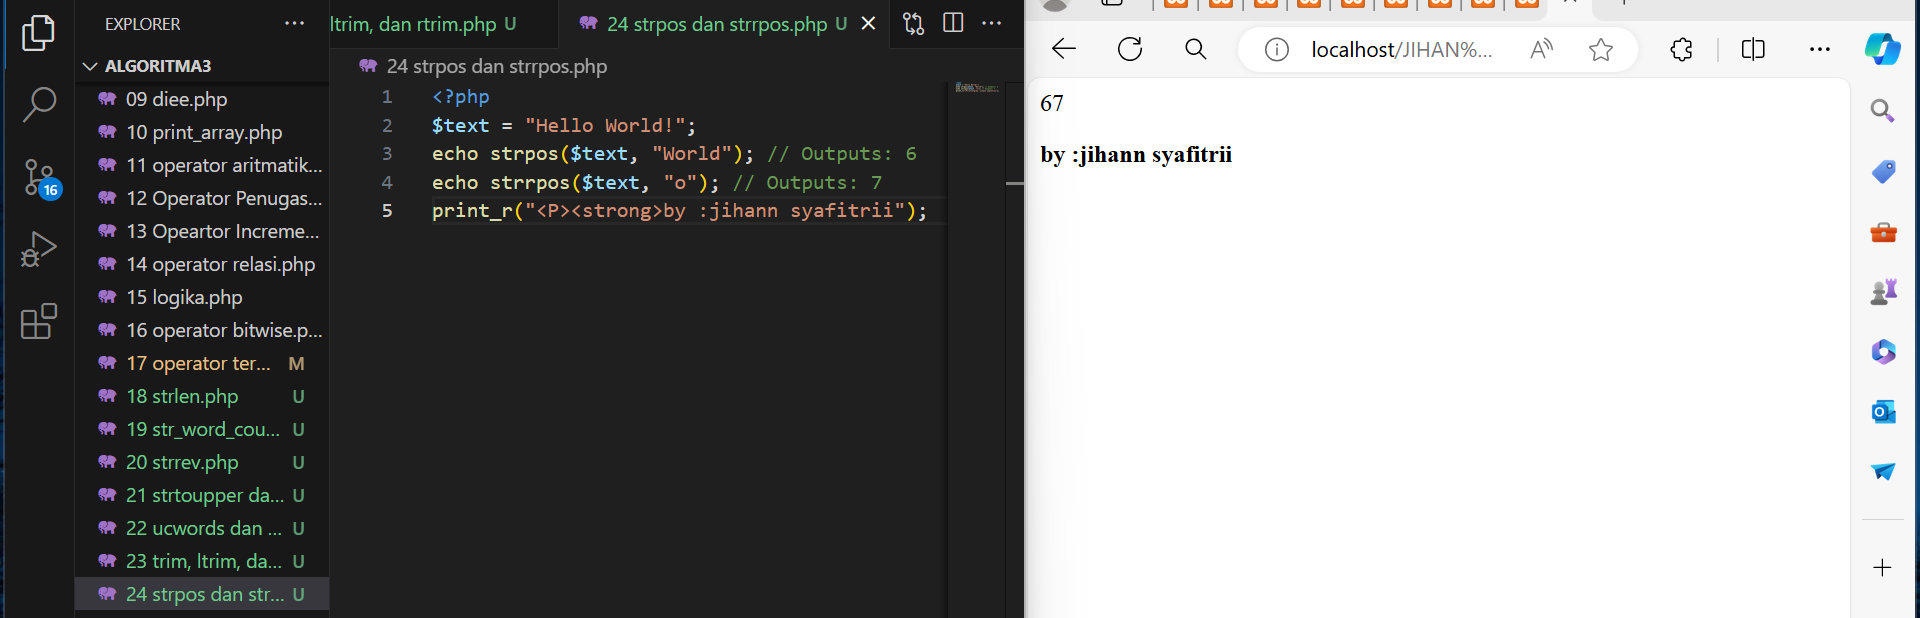 EXPLORER
ALGORITMA3
09 diee.php
10 print_array.php
11 operator aritmatik...
12 Operator Penugas...
13 Opeartor Increme...
14 operator relasi.php
15 logika.php
16 operator bitwise.p...
17 operator ter... M
18 strlen.php U
19 str_word_cou... U
20 strrev.php U
21 strtoupper da... U
22 ucwords dan ... U
23 trim, ltrim, da... U
24 strpos dan str... U
16
ltrim, dan rtrim.php U
24 strpos dan strrpos.php U
24 strpos dan strrpos.php
1 <?php
2 $text = "Hello World!";
3 echo strpos($text, "World"); // Outputs: 6
4 echo strrpos($text, "o"); // Outputs: 7
5 print_r("<P><strong>by :jihann syafitrii");
localhost/JIHAN%...
67
by :jihann syafitrii